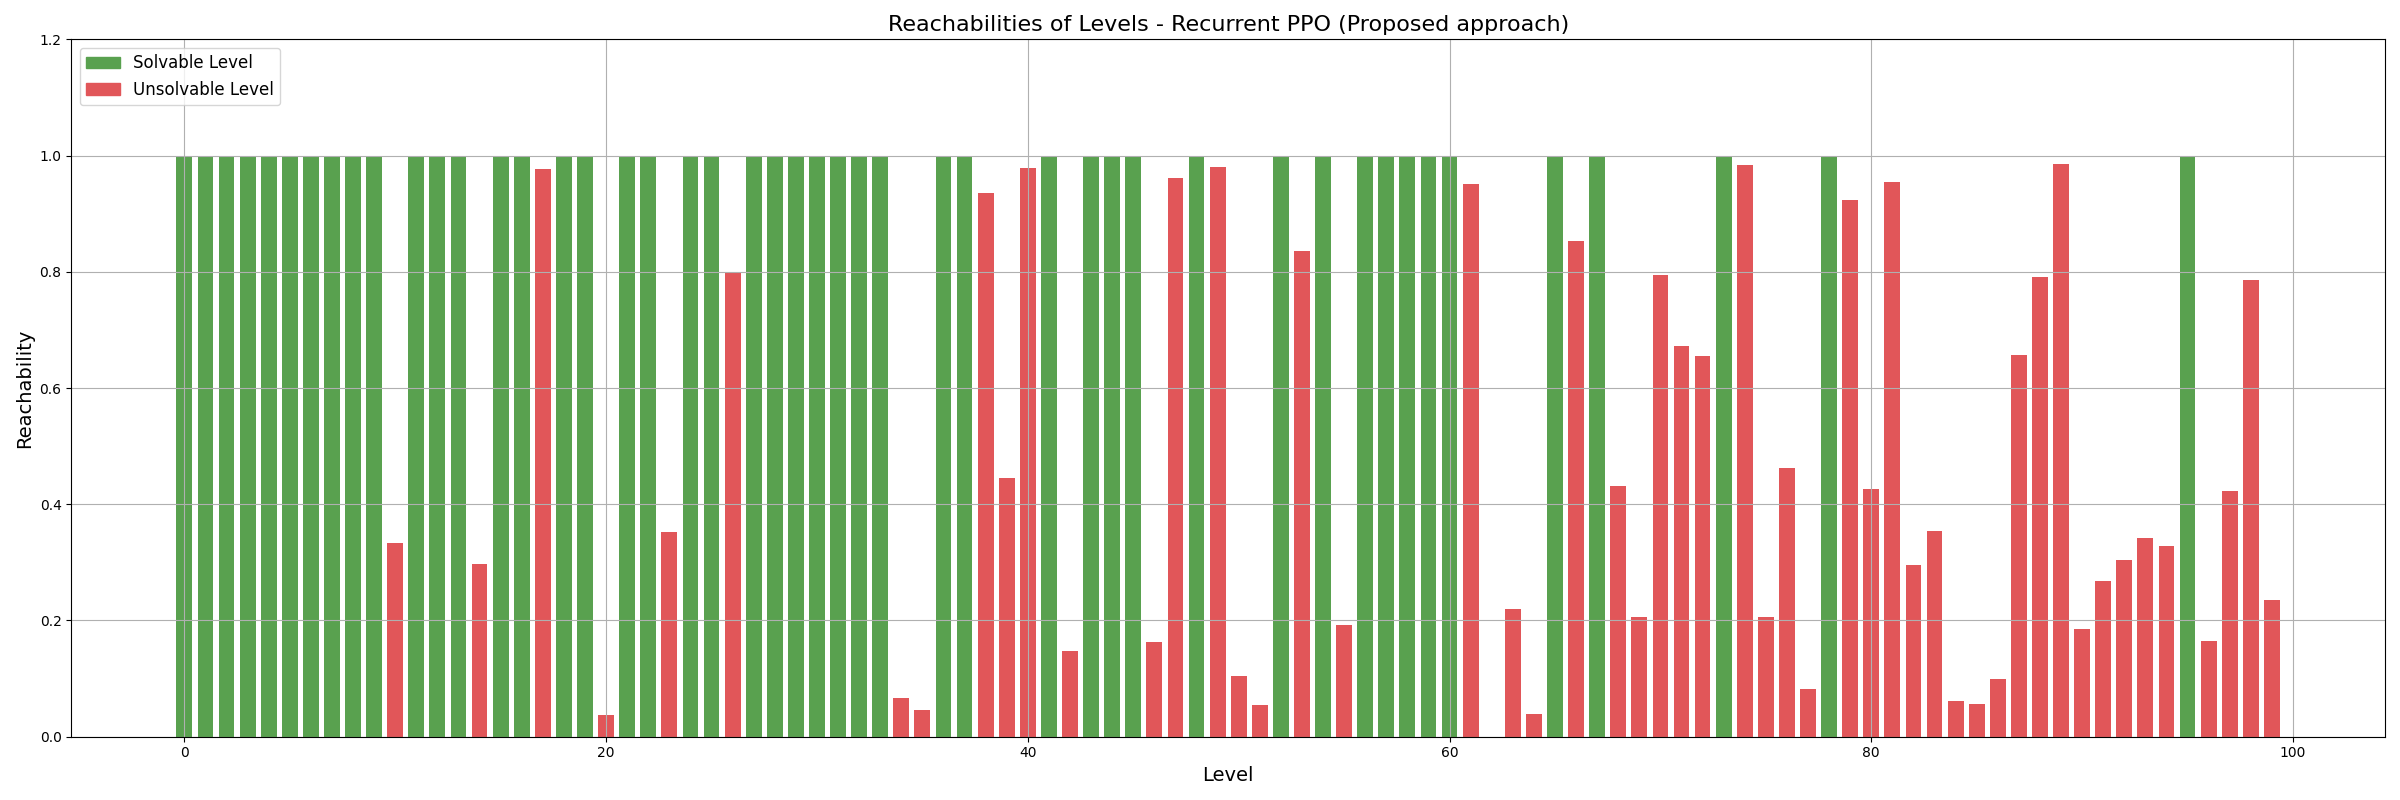 Reachabilities of Levels - Recurrent PPO (Proposed approach)
1.2
Solvable Level
Unsolvable Level
1.0
0.8
0.6
0.4
0.2
0.0
Reachability
0 20 40 60 80 100
Level